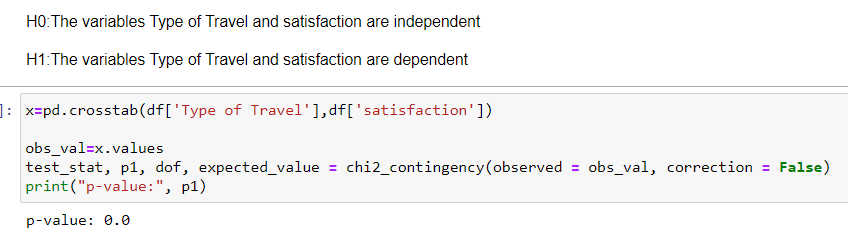 H0:The variables Type of Travel and satisfaction are independent
H1:The variables Type of Travel and satisfaction are dependent
]: x=pd.crosstab(df['Type of Travel'],df['satisfaction'])
obs_val=x.values
test_stat, p1, dof, expected_value = chi2_contingency(observed = obs_val, correction = False)
print("p-value:", p1)
p-value: 0.0